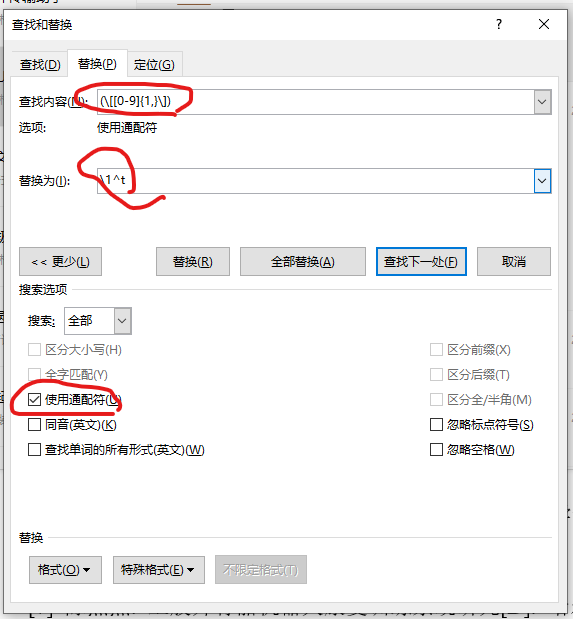 查找和替换
查找(D) 替换(P) 定位(G)
查找内容(N): (\[[0-9]{1,}\])
选项: 使用通配符
替换为(I): \1^t
<< 更少(L) 替换(R) 全部替换(A) 查找下一处(F) 取消
搜索选项
搜索: 全部
区分大小写(H) 区分前缀(X)
全字匹配(Y) 区分后缀(T)
使用通配符(U) 区分全/半角(M)
同音(英文)(K) 忽略标点符号(S)
查找单词的所有形式(英文)(W) 忽略空格(W)
替换
格式(O) 特殊格式(E) 不限定格式(T)